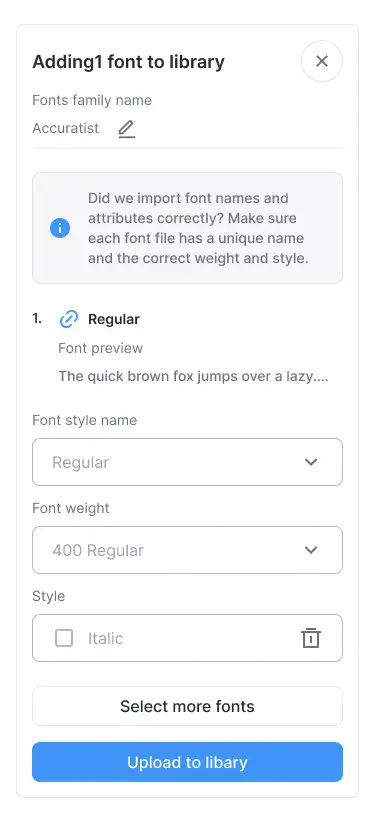 Adding1 font to library
Fonts family name
Accuratist
Did we import font names and
attributes correctly? Make sure
each font file has a unique name
and the correct weight and style.
1. Regular
Font preview
The quick brown fox jumps over a lazy....
Font style name
Regular
Font weight
400 Regular
Style
Italic
Select more fonts
Upload to libary